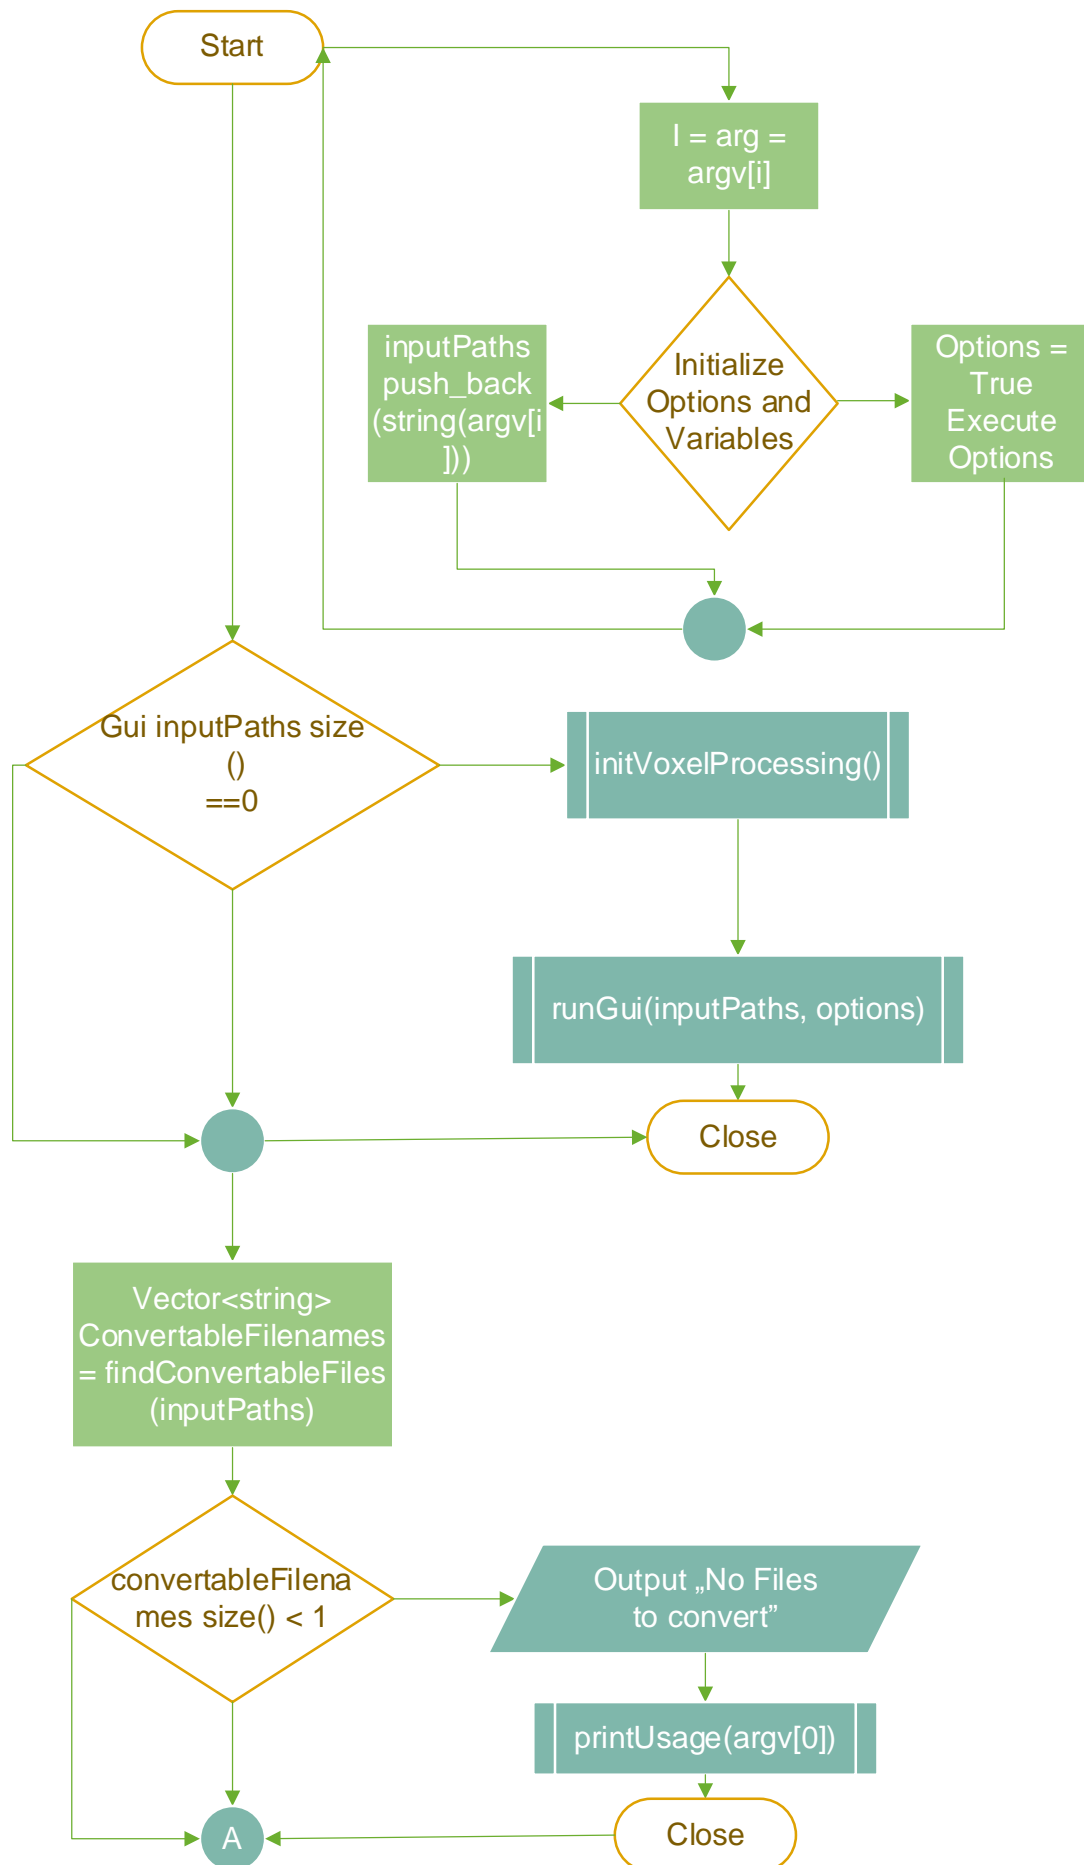 Start
I = arg =
argv[i]
inputPaths
push_back
(string(argv[i
]))
Initialize
Options and
Variables
Options =
True
Execute
Options
Gui inputPaths size
()
==0
initVoxelProcessing()
runGui(inputPaths, options)
Close
Vector<string>
ConvertableFilenames
= findConvertableFiles
(inputPaths)
convertableFilena
mes size() < 1
Output „No Files
to convert”
printUsage(argv[0])
A
Close